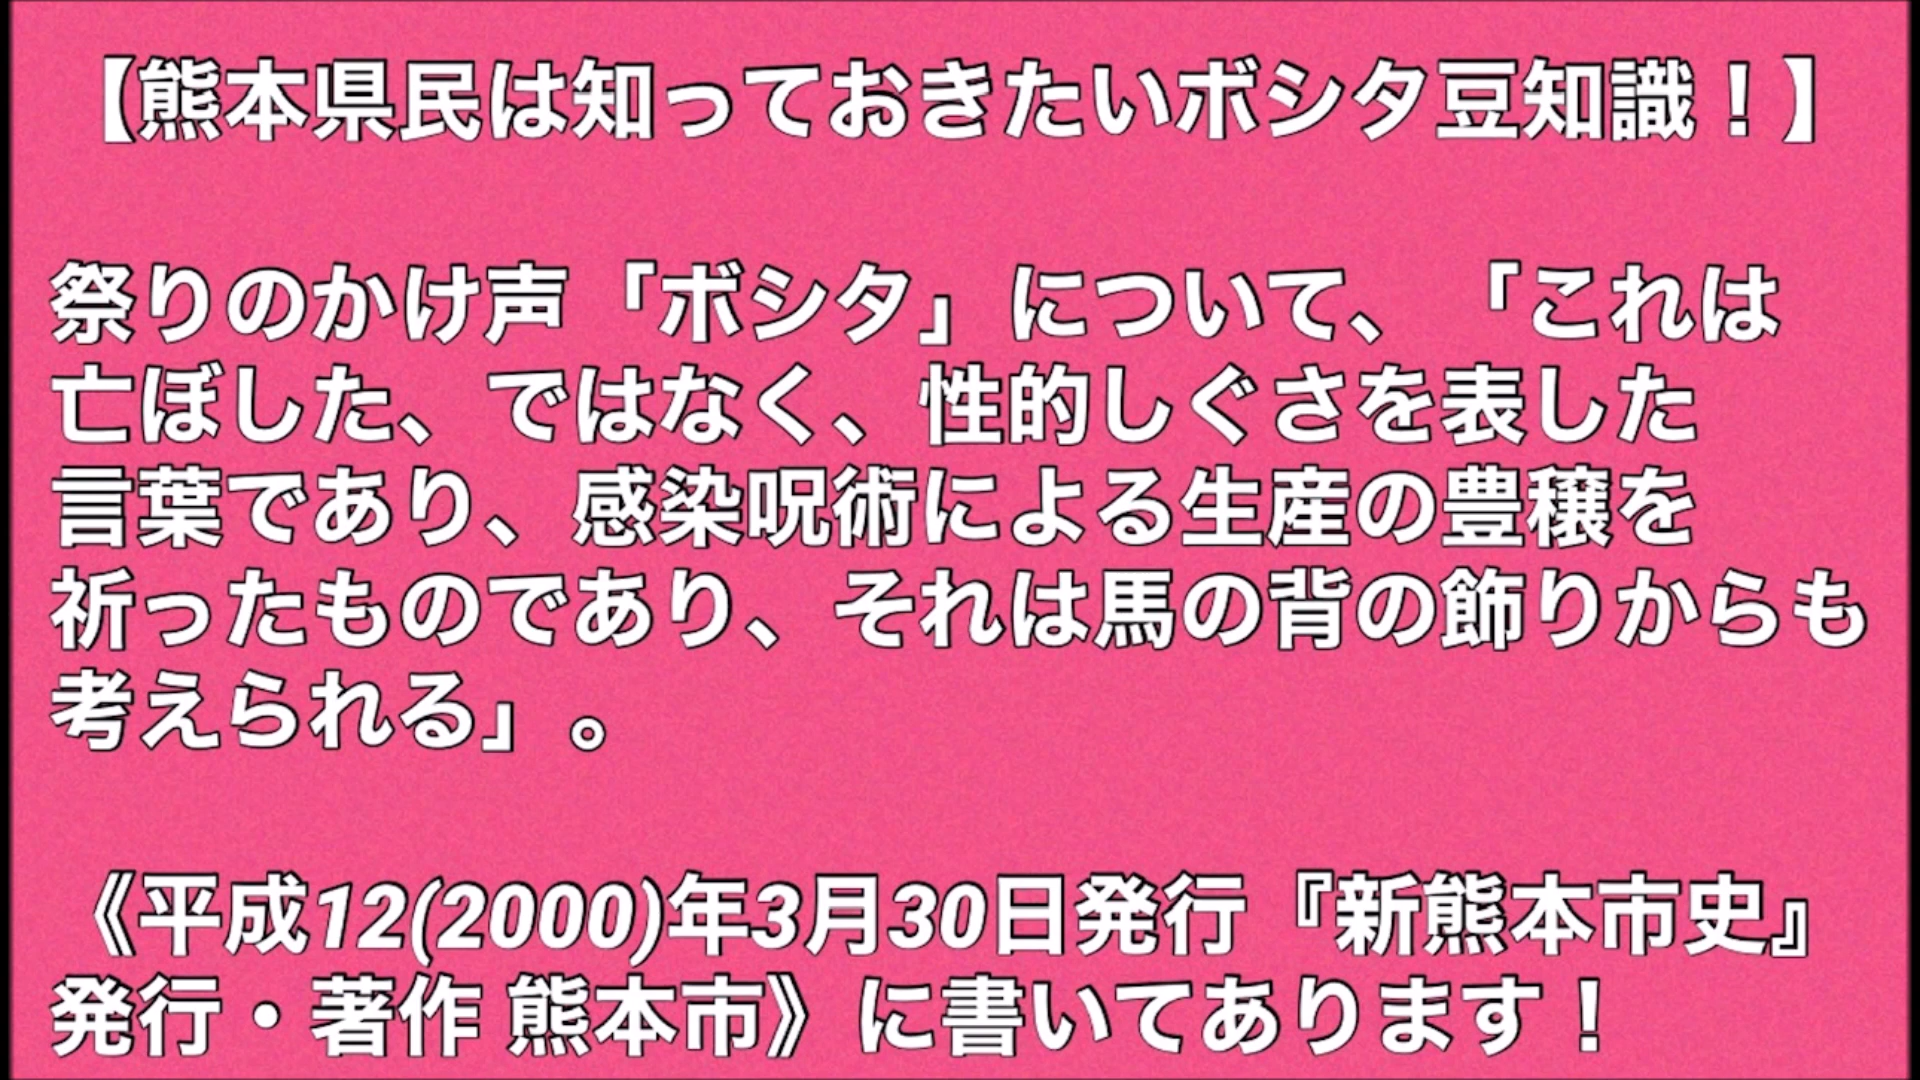 【熊本県民は知っておきたいボシタ豆知識！】
祭りのかけ声「ボシタ」について、「これは
亡ぼした、ではなく、性的しぐさを表した
言葉であり、感染呪術による生産の豊穣を
祈ったものであり、それは馬の背の飾りからも
考えられる」。
《平成12(2000)年3月30日発行『新熊本市史』
発行・著作 熊本市》に書いてあります！